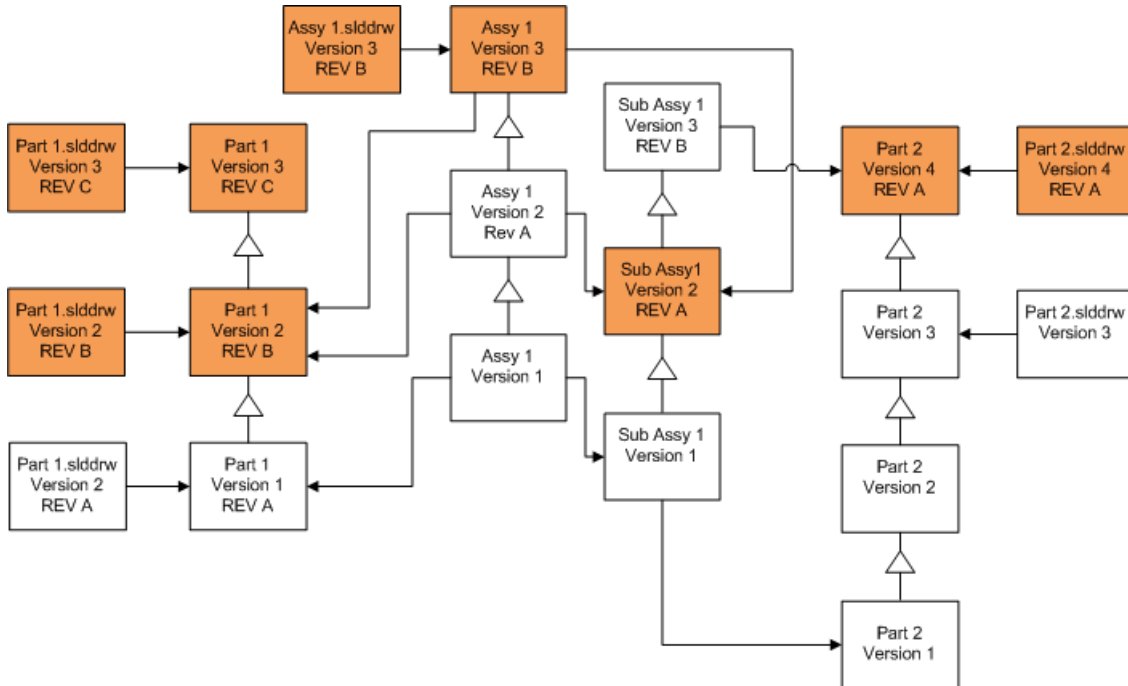 Assy 1.slddrw
Version 3
REV B
Assy 1
Version 3
REV B
Sub Assy 1
Version 3
REV B
Part 1.slddrw
Version 3
REV C
Part 1
Version 3
REV C
Part 2
Version 4
REV A
Part 2.slddrw
Version 4
REV A
Assy 1
Version 2
Rev A
Sub Assy1
Version 2
REV A
Part 1.slddrw
Version 2
REV B
Part 1
Version 2
REV B
Part 2
Version 3
Part 2.slddrw
Version 3
Assy 1
Version 1
Sub Assy 1
Version 1
Part 1.slddrw
Version 2
REV A
Part 1
Version 1
REV A
Part 2
Version 2
Part 2
Version 1